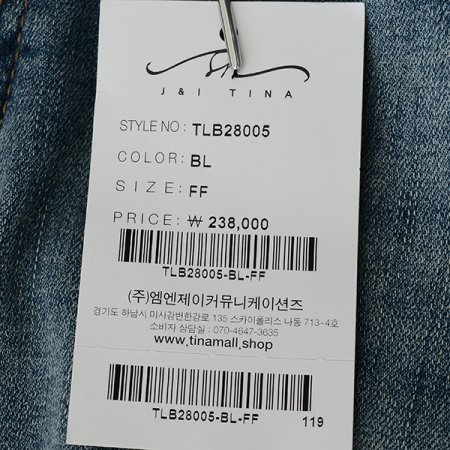 J & I TINA
STYLE NO : TLB28005
COLOR: BL
SIZE: FF
PRICE: ₩ 238,000
TLB28005-BL-FF
(주)엠엔제이커뮤니케이션즈
경기도 하남시 미사강변한강로 135 스카이폴리스 나동 713-4호
소비자 상담실 : 070-4647-3635
www.tinamall.shop
TLB28005-BL-FF 119